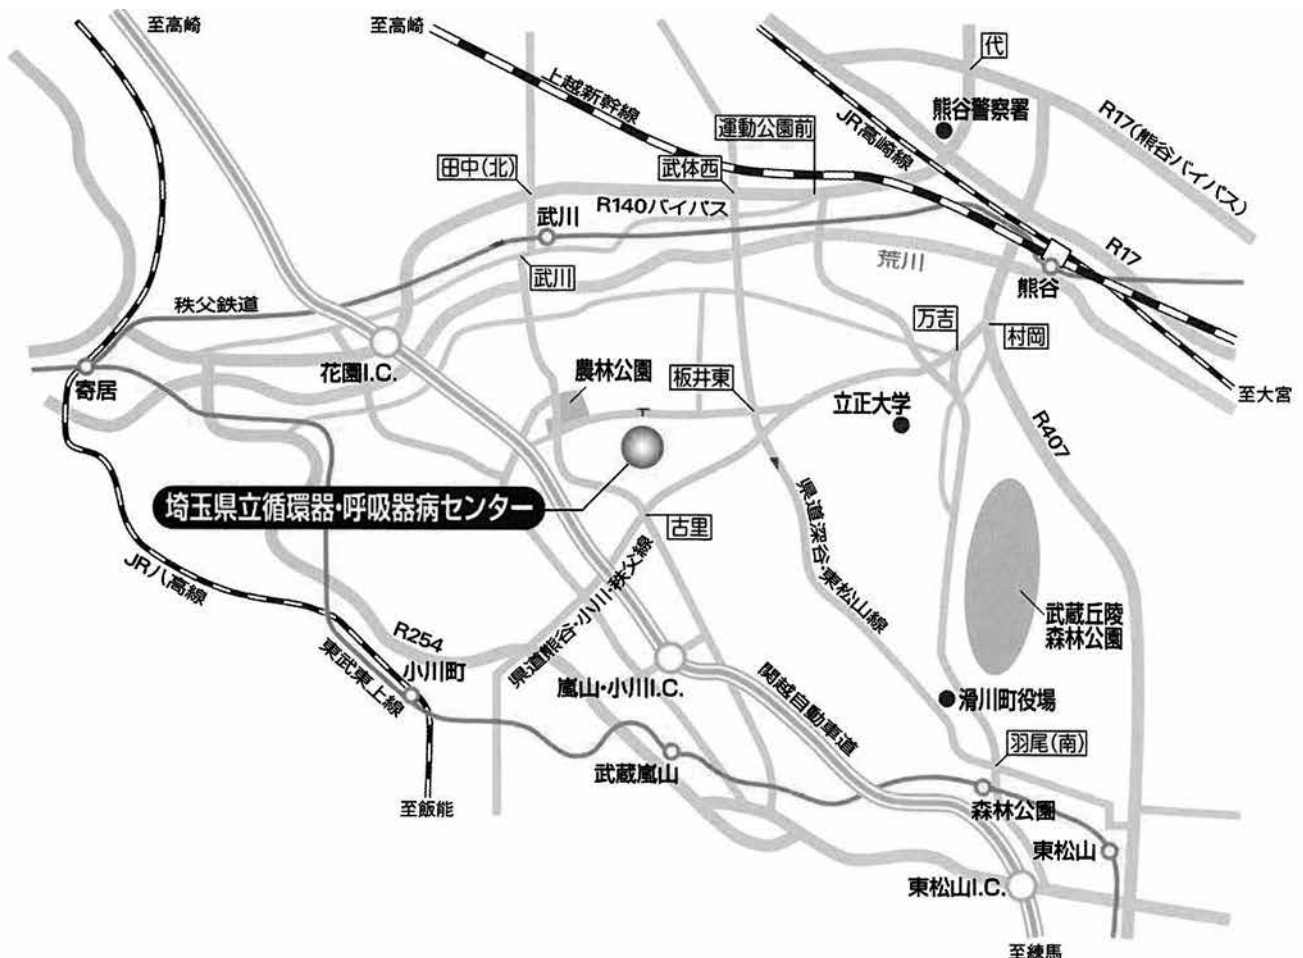 至高崎
至高崎
上越新幹線
代
熊谷警察署
R17(熊谷バイパス)
JR高崎線
運動公園前
田中(北)
武体西
R140バイパス
武川
荒川
R17
武川
熊谷
秩父鉄道
万吉
村岡
花園I.C.
農林公園
板井東
寄居
立正大学
至大宮
R407
埼玉県立循環器・呼吸器病センター
古里
県道深谷・東松山線
県道熊谷・小川・秩父線
JR八高線
武蔵丘陵
森林公園
R254
東武東上線
小川町
嵐山・小川I.C.
関越自動車道
滑川町役場
羽尾(南)
武蔵嵐山
至飯能
森林公園
東松山
東松山I.C.
至練馬